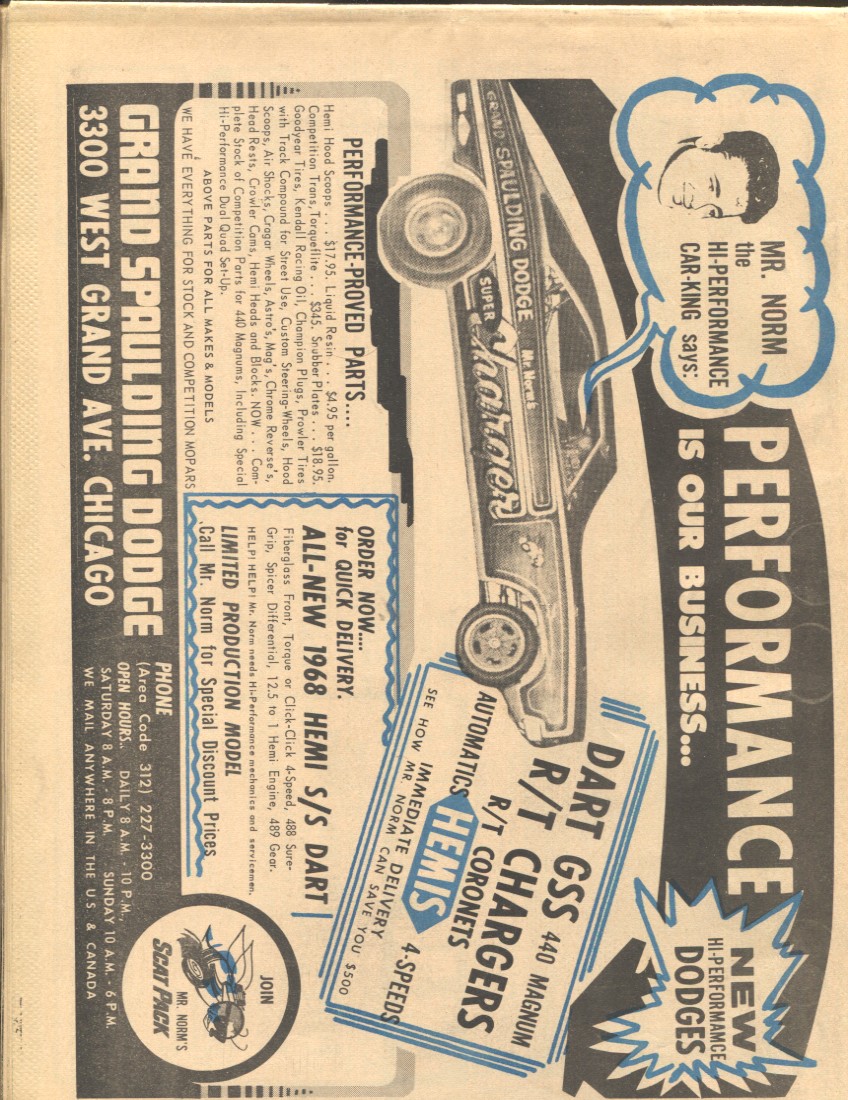 MR. NORM
the
HI-PERFORMANCE
CAR-KING says:
PERFORMANCE
IS OUR BUSINESS...
NEW
HI-PERFORMAMCE
DODGES
GRAND SPAULDING DODGE
Mr. Norm's
SUPER
Charger
DART GSS 440 MAGNUM
R/T CHARGERS
R/T CORONETS
AUTOMATICS HEMIS 4-SPEEDS
IMMEDIATE DELIVERY
SEE HOW MR. NORM CAN SAVE YOU $500
PERFORMANCE-PROVED PARTS....
Hemi Hood Scoops . . . $17.95. Liquid Resin . . . $4.95 per gallon.
Competition Trans, Torqueflite . . . $345. Snubber Plates . . . $18.95.
Goodyear Tires, Kendall Racing Oil, Champion Plugs, Prowler Tires
with Track Compound for Street Use, Custom Steering-Wheels, Hood
Scoops, Air Shocks, Cragar Wheels, Astro's, Mag's, Chrome Reverse's,
Head Rests, Crowler Cams, Hemi Heads and Blocks. NOW . . . Com-
plete Stock of Competition Parts for 440 Magnums, Including Special
Hi-Performance Dual Quad Set-Up.
ABOVE PARTS FOR ALL MAKES & MODELS
WE HAVE EVERYTHING FOR STOCK AND COMPETITION MOPARS
ORDER NOW....
for QUICK DELIVERY.
ALL-NEW 1968 HEMI S/S DART
Fiberglass Front, Torque or Click-Click 4-Speed, 488 Sure-
Grip, Spicer Differential, 12.5 to 1 Hemi Engine, 489 Gear.
HELP! HELP! Mr. Norm needs Hi-Performance mechanics and servicemen.
LIMITED PRODUCTION MODEL
Call Mr. Norm for Special Discount Prices
GRAND SPAULDING DODGE
3300 WEST GRAND AVE. CHICAGO
PHONE
(Area Code 312) 227-3300
OPEN HOURS.. DAILY 8 A.M. - 10 P.M.,
SATURDAY 8 A.M. - 8 P.M. SUNDAY 10 A.M. - 6 P.M.
WE MAIL ANYWHERE IN THE U.S. & CANADA
JOIN
MR. NORM'S
SCAT PACK